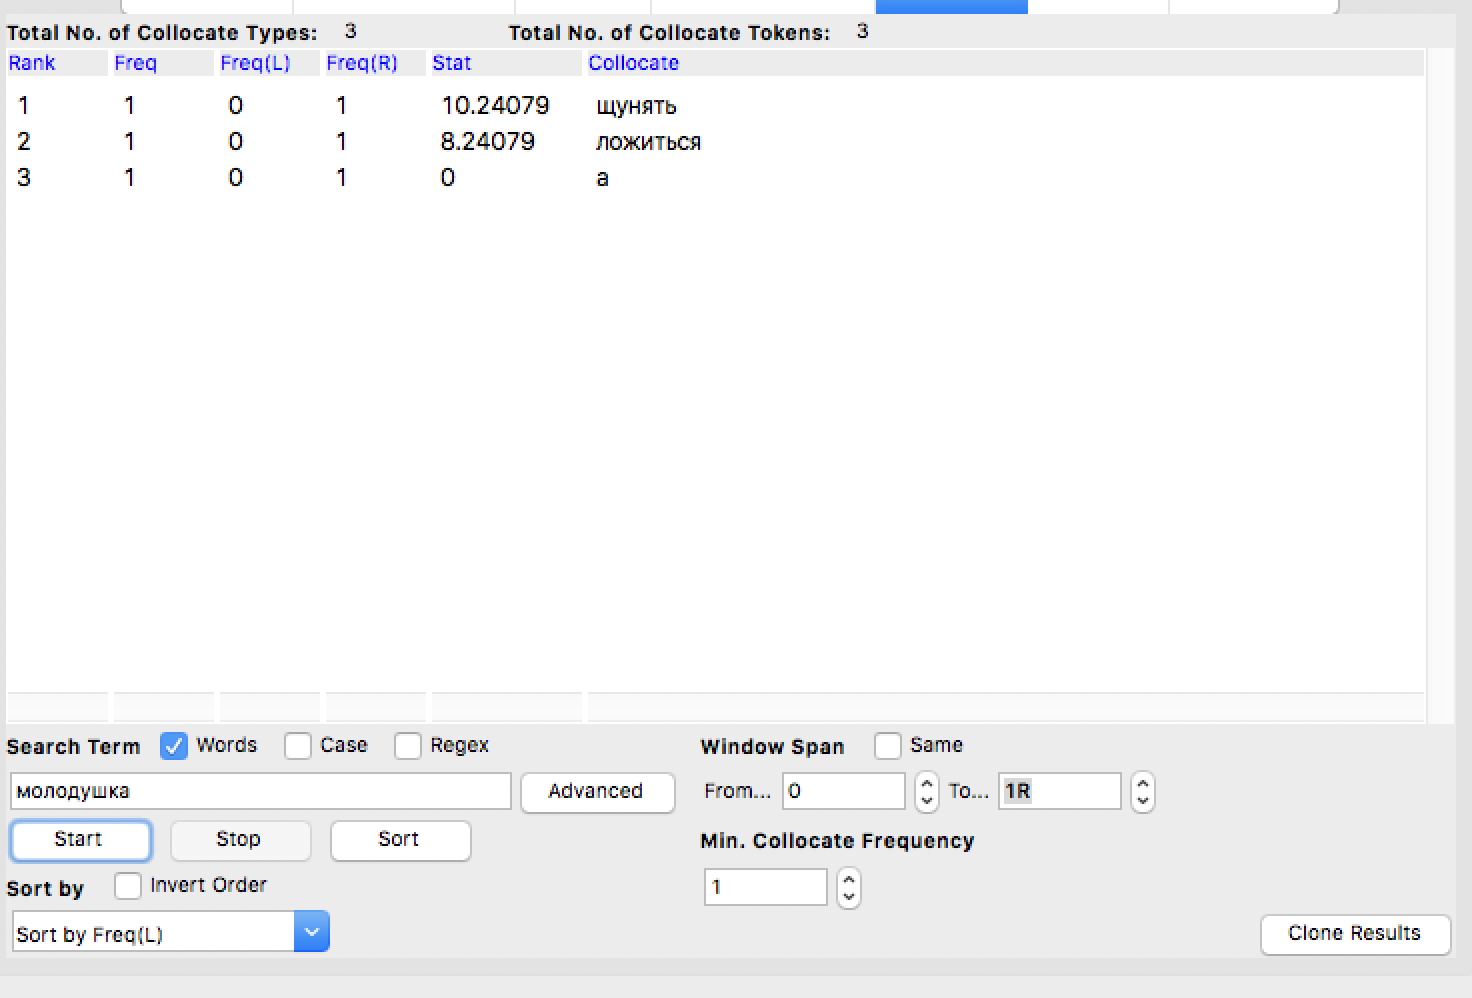 Total No. of Collocate Types: 3 Total No. of Collocate Tokens: 3
Rank Freq Freq(L) Freq(R) Stat Collocate
1 1 0 1 10.24079 щунять
2 1 0 1 8.24079 ложиться
3 1 0 1 0 а
Search Term Words Case Regex Window Span Same
молодушка Advanced From... 0 To... 1R
Start Stop Sort Min. Collocate Frequency
Sort by Invert Order 1
Sort by Freq(L) Clone Results